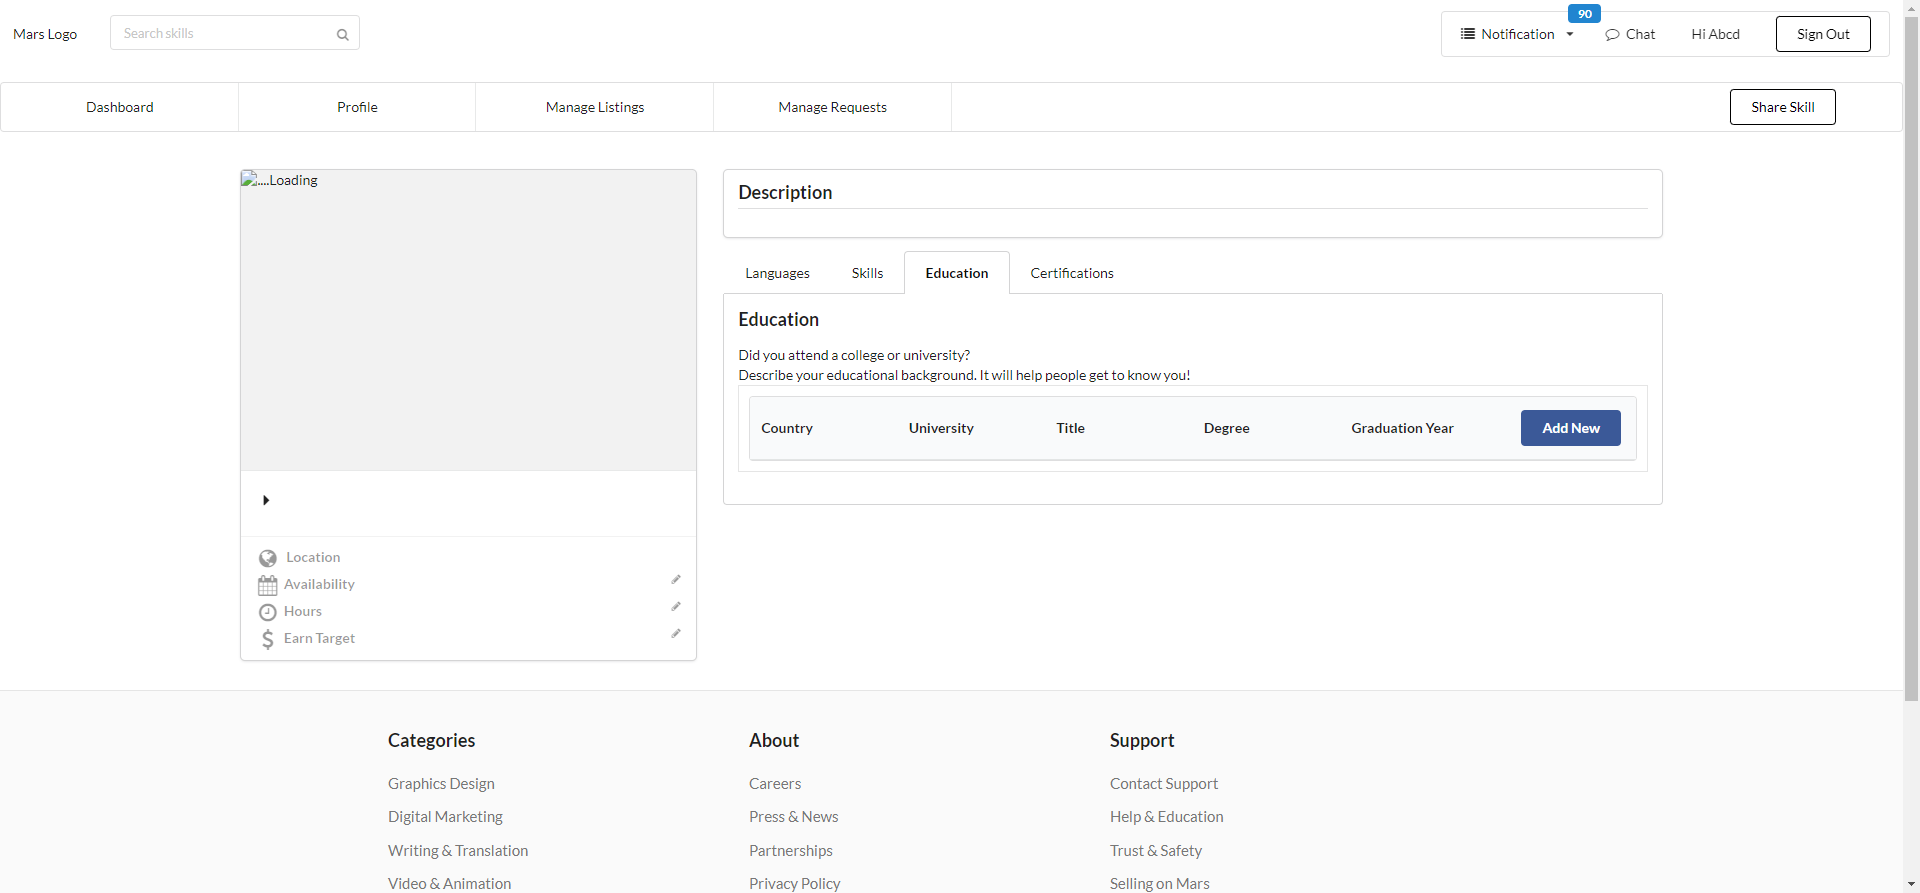 Mars Logo
Search skills
90
Notification
Chat
Hi Abcd
Sign Out
Dashboard
Profile
Manage Listings
Manage Requests
Share Skill
....Loading
Location
Availability
Hours
Earn Target
Description
Languages
Skills
Education
Certifications
Education
Did you attend a college or university?
Describe your educational background. It will help people get to know you!
Country
University
Title
Degree
Graduation Year
Add New
Categories
Graphics Design
Digital Marketing
Writing & Translation
Video & Animation
About
Careers
Press & News
Partnerships
Privacy Policy
Support
Contact Support
Help & Education
Trust & Safety
Selling on Mars